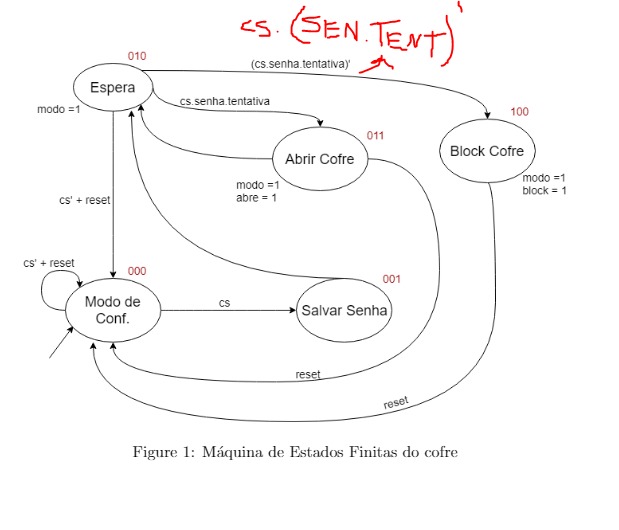 cs. (SEN.TENT)'
010
(cs.senha.tentativa)'
Espera
cs.senha.tentativa
modo =1
100
011
Block Cofre
Abrir Cofre
modo =1
block = 1
modo =1
abre = 1
cs' + reset
cs' + reset
000
001
Modo de
Conf.
cs
Salvar Senha
reset
reset
Figure 1: Máquina de Estados Finitas do cofre